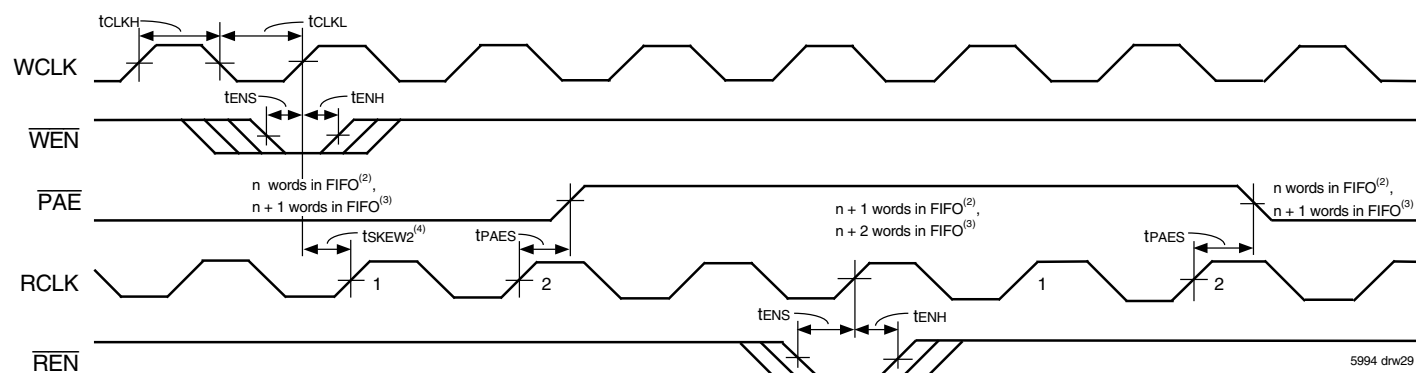 tCLKH
tCLKL
WCLK
tENS
tENH
WEN
n words in FIFO(2),
n + 1 words in FIFO(3)
PAE
n + 1 words in FIFO(2),
n + 2 words in FIFO(3)
n words in FIFO(2),
n + 1 words in FIFO(3)
tSKEW2(4)
tPAES
tPAES
RCLK
1
2
1
2
tENS
tENH
REN
5994 drw29